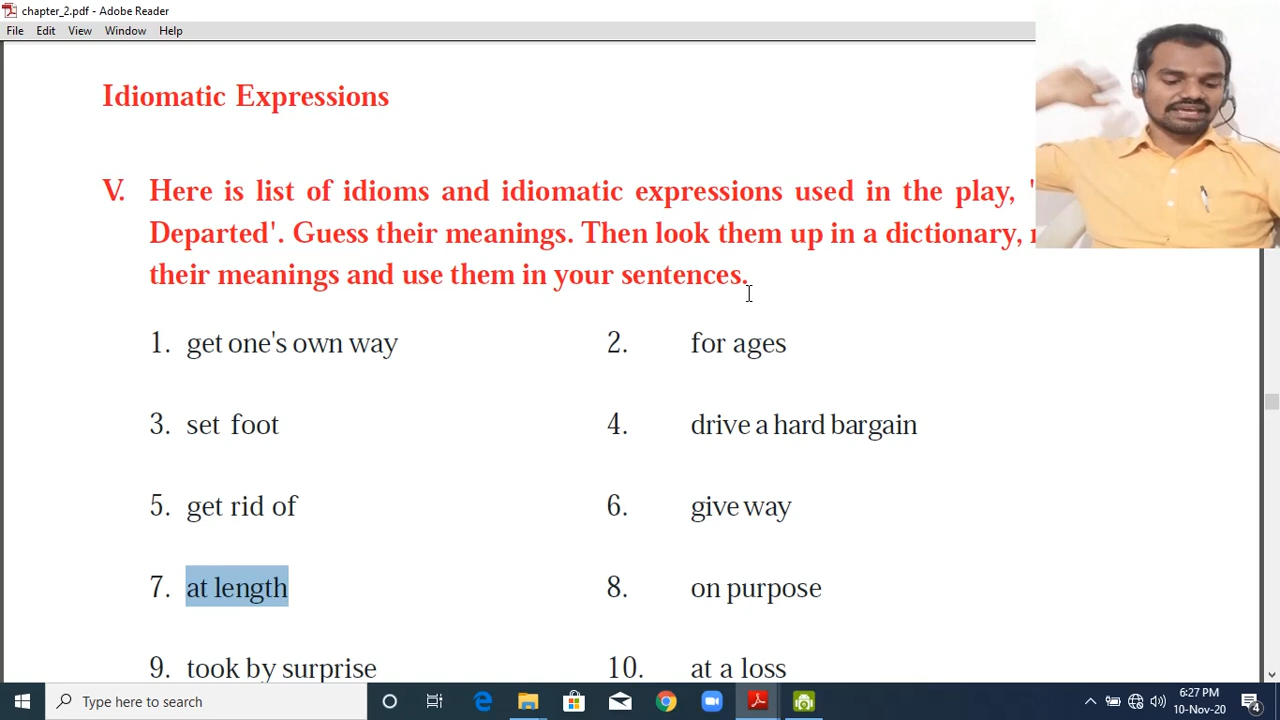 chapter_2.pdf - Adobe Reader
File Edit View Window Help
Idiomatic Expressions
V. Here is list of idioms and idiomatic expressions used in the play, '
Departed'. Guess their meanings. Then look them up in a dictionary,
their meanings and use them in your sentences.
1. get one's own way 2. for ages
3. set foot 4. drive a hard bargain
5. get rid of 6. give way
7. at length 8. on purpose
9. took by surprise 10. at a loss
Type here to search
6:27 PM
10-Nov-20
4